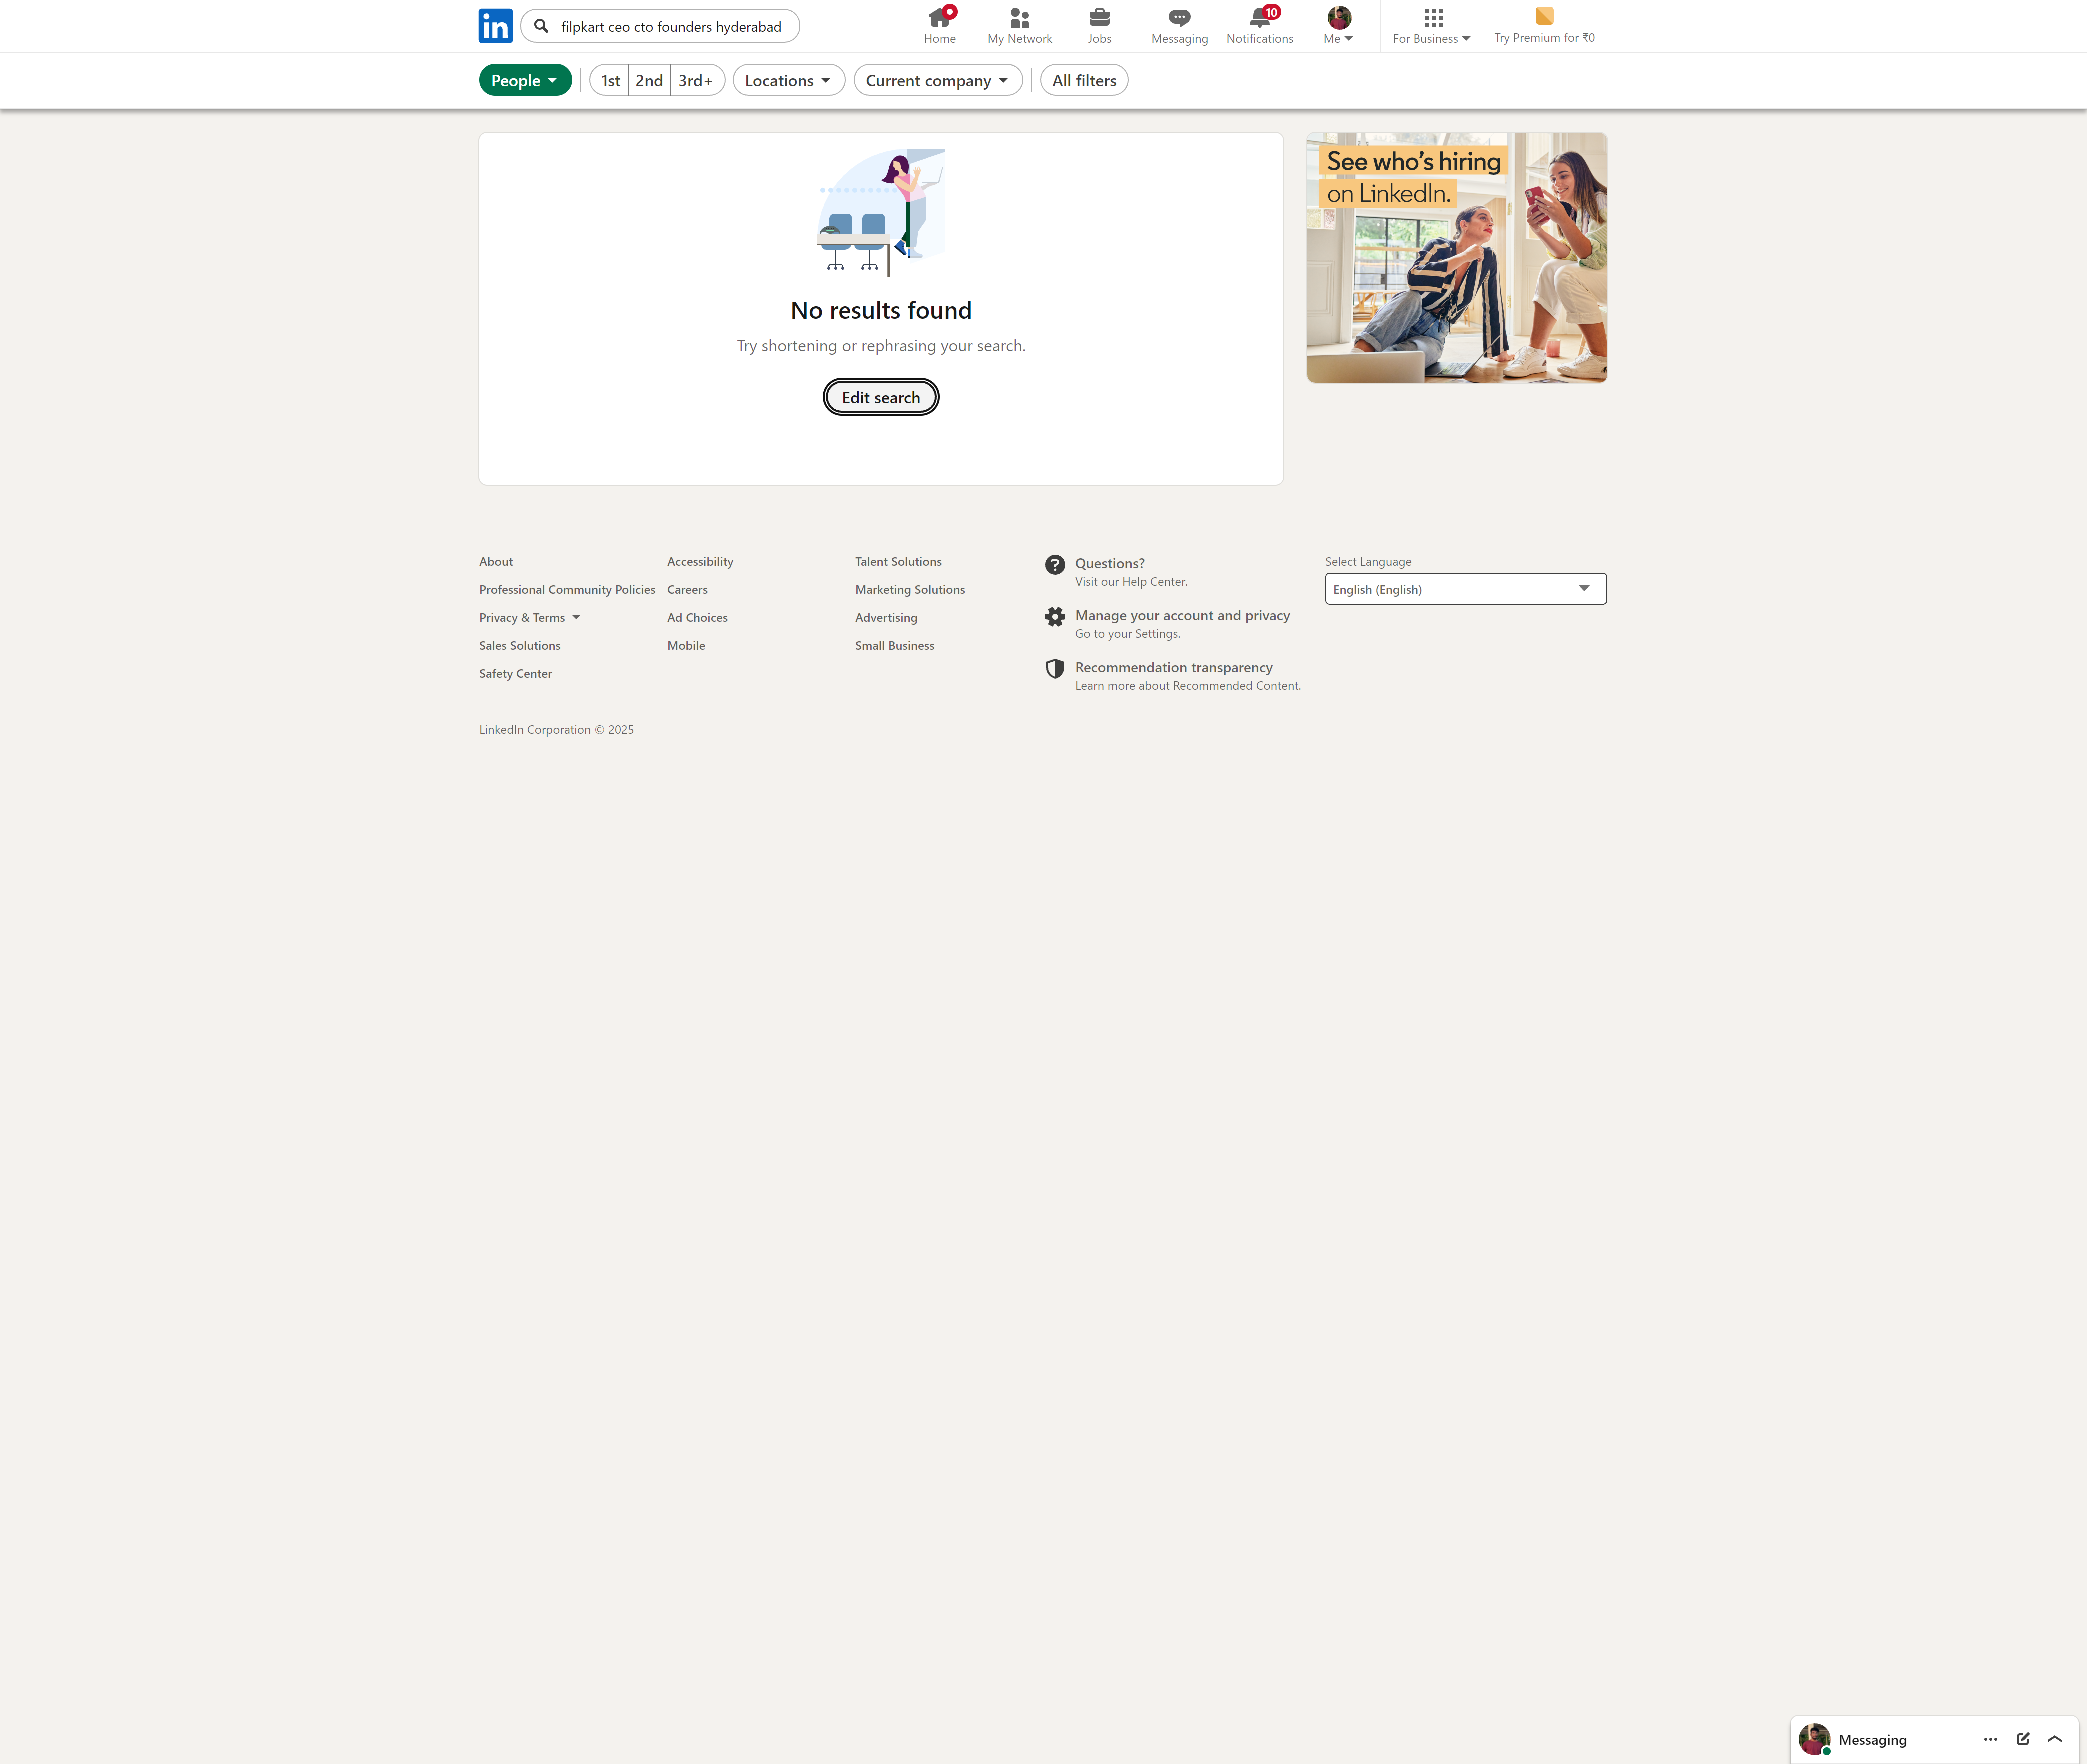 in
filpkart ceo cto founders hyderabad
Home
My Network
Jobs
Messaging
10
Notifications
Me
For Business
Try Premium for ₹0
People
1st
2nd
3rd+
Locations
Current company
All filters
See who's hiring
on LinkedIn.
No results found
Try shortening or rephrasing your search.
Edit search
About
Accessibility
Talent Solutions
Professional Community Policies
Careers
Marketing Solutions
Privacy & Terms
Ad Choices
Advertising
Sales Solutions
Mobile
Small Business
Safety Center
Questions?
Visit our Help Center.
Manage your account and privacy
Go to your Settings.
Recommendation transparency
Learn more about Recommended Content.
Select Language
English (English)
LinkedIn Corporation © 2025
Messaging